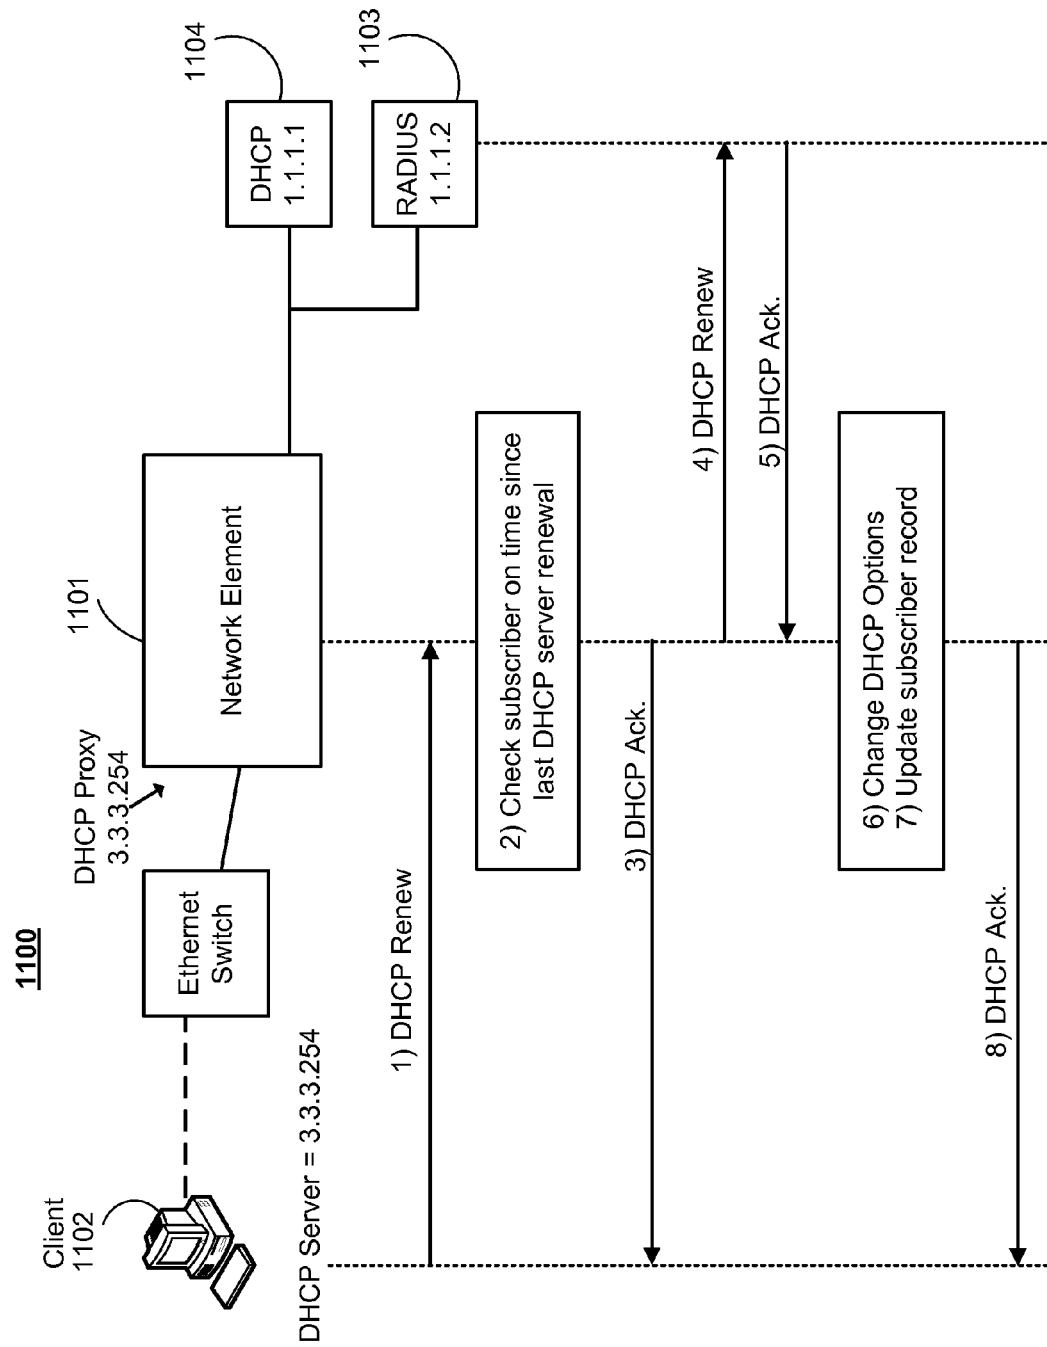 1100
Client
1102
Ethernet
Switch
DHCP Proxy
3.3.3.254
1101
Network Element
DHCP
1.1.1.1
1104
RADIUS
1.1.1.2
1103
DHCP Server = 3.3.3.254
1) DHCP Renew
2) Check subscriber on time since
last DHCP server renewal
3) DHCP Ack.
4) DHCP Renew
5) DHCP Ack.
6) Change DHCP Options
7) Update subscriber record
8) DHCP Ack.